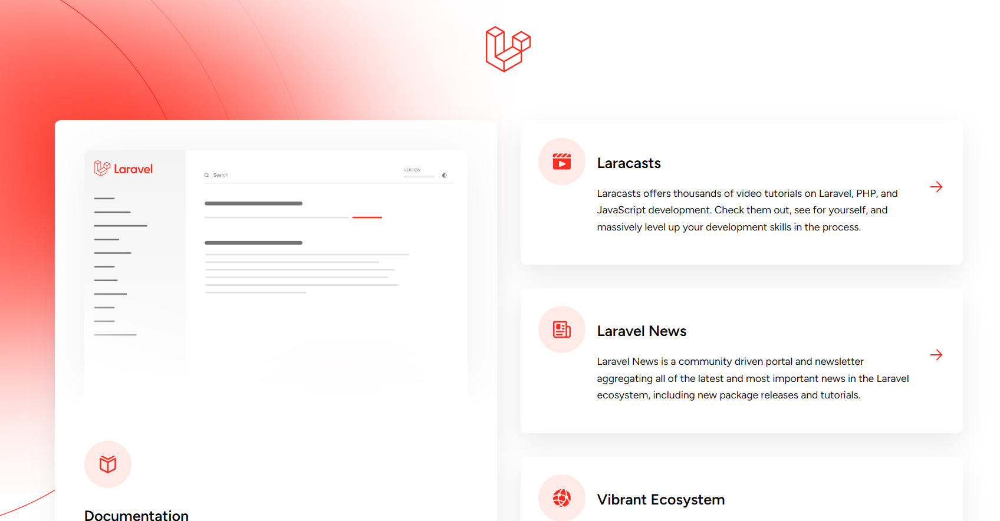 Laravel
Search
VERSION
Documentation
Laracasts
Laracasts offers thousands of video tutorials on Laravel, PHP, and
JavaScript development. Check them out, see for yourself, and
massively level up your development skills in the process.
Laravel News
Laravel News is a community driven portal and newsletter
aggregating all of the latest and most important news in the Laravel
ecosystem, including new package releases and tutorials.
Vibrant Ecosystem